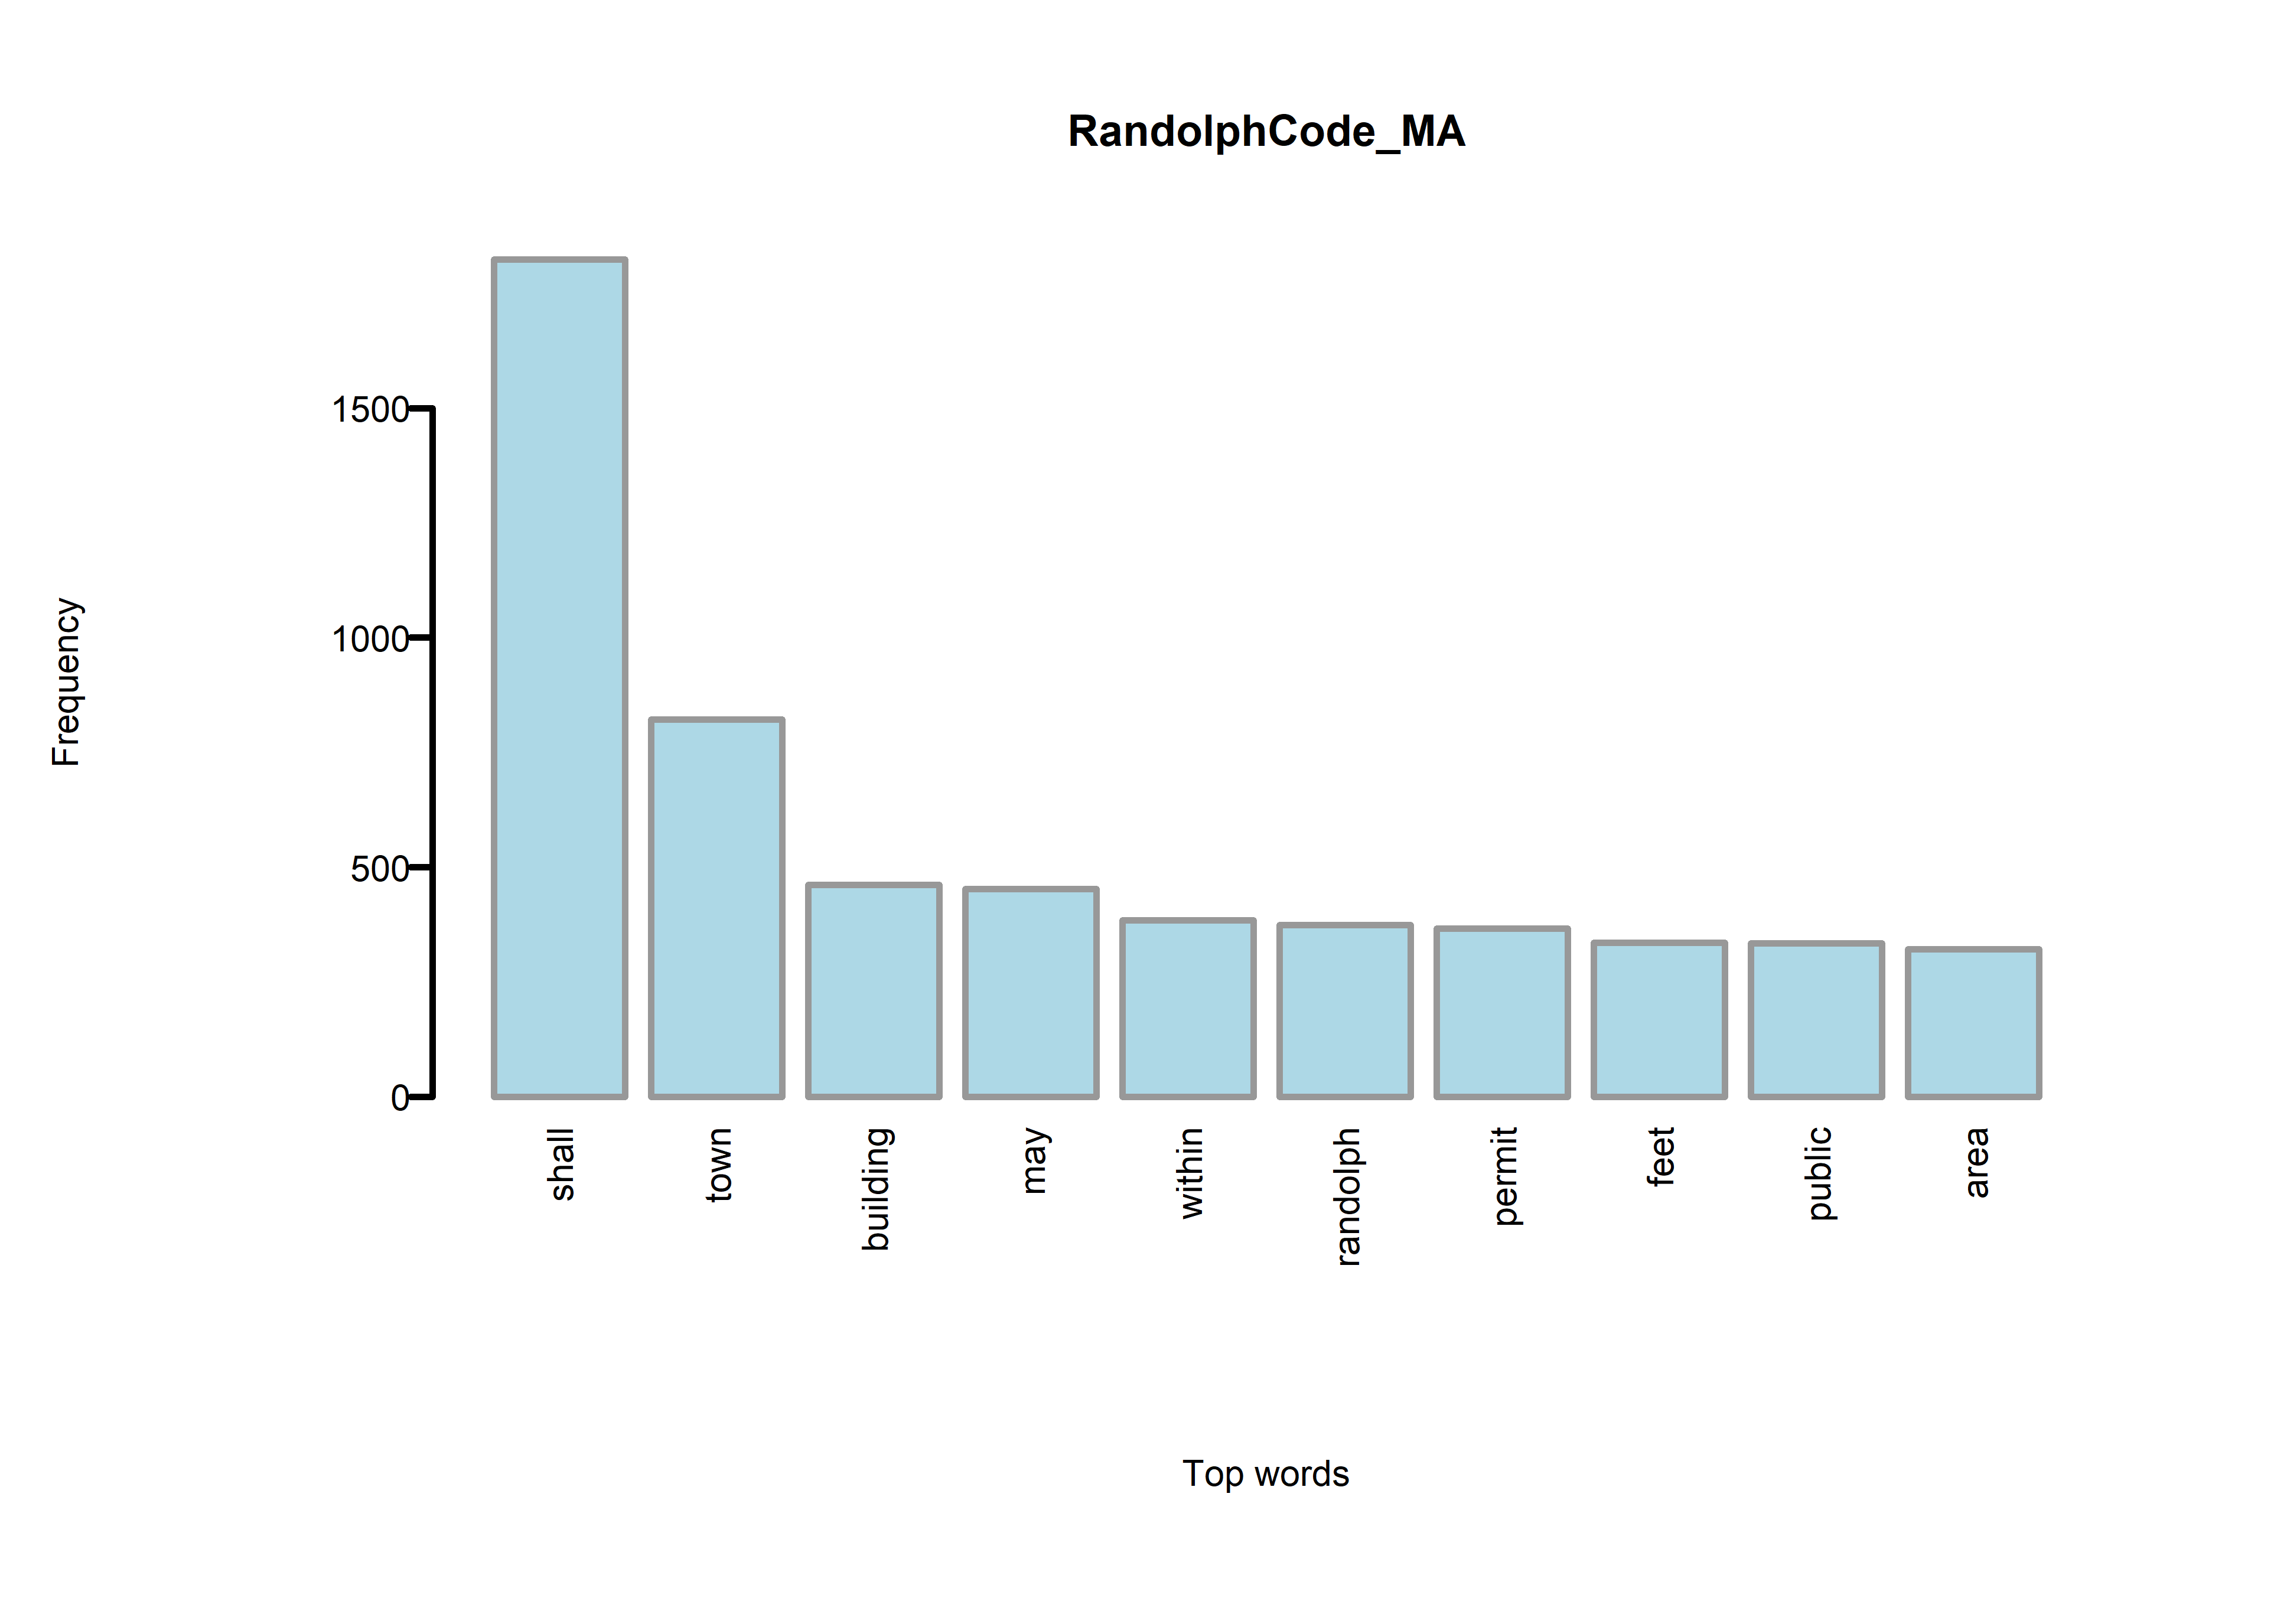 RandolphCode_MA
Frequency
1500
1000
500
0
shall
town
building
may
within
randolph
permit
feet
public
area
Top words